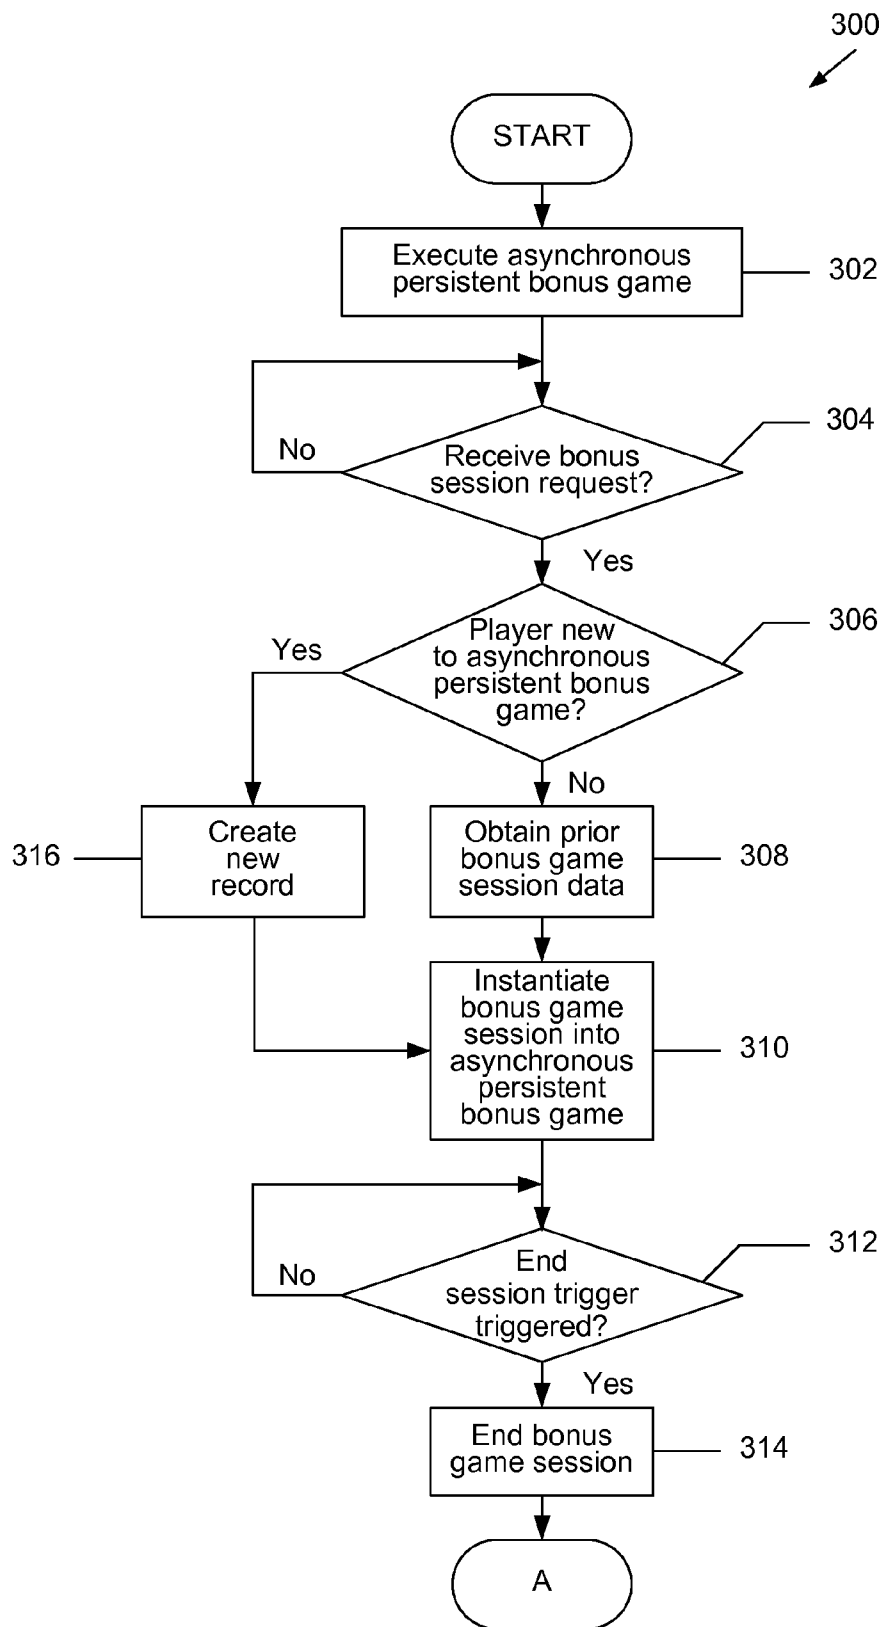 300
START
Execute asynchronous
persistent bonus game
302
304
No
Receive bonus
session request?
Yes
306
Yes
Player new
to asynchronous
persistent bonus
game?
No
316
Create
new
record
Obtain prior
bonus game
session data
308
Instantiate
bonus game
session into
asynchronous
persistent
bonus game
310
312
No
End
session trigger
triggered?
Yes
End bonus
game session
314
A